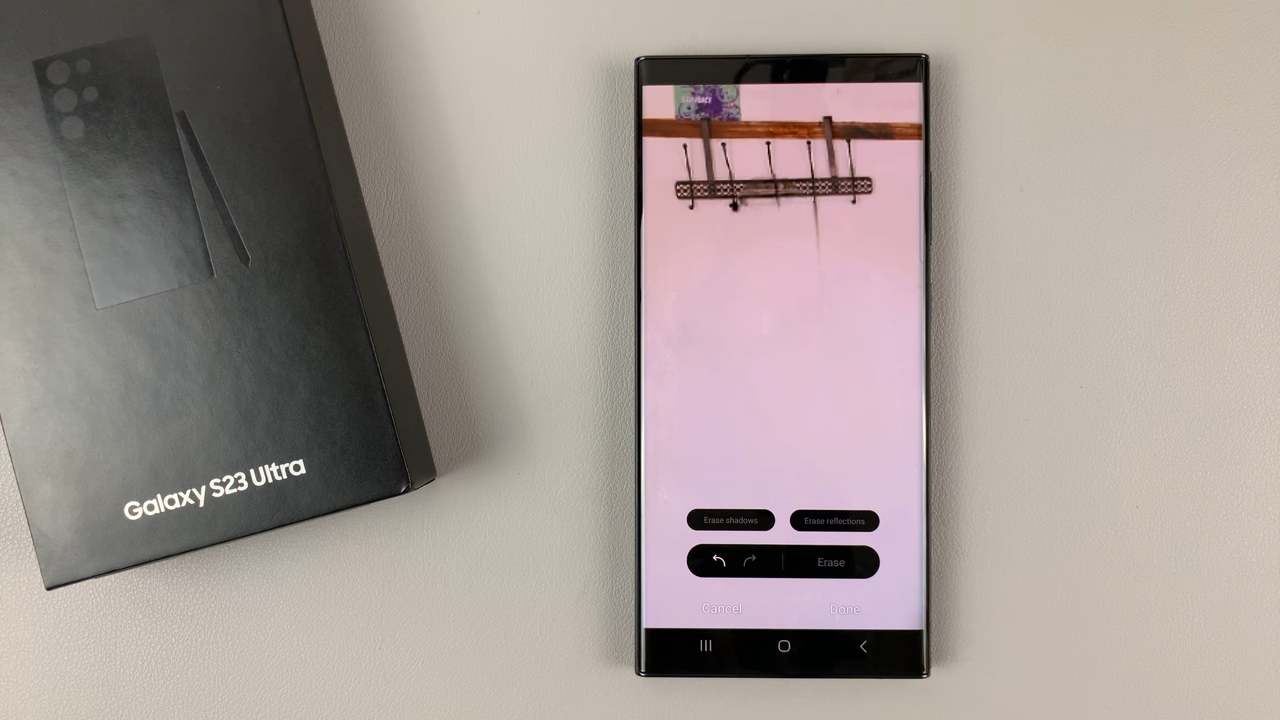 Galaxy S23 Ultra
Erase shadows
Erase reflections
Erase
Cancel
Done